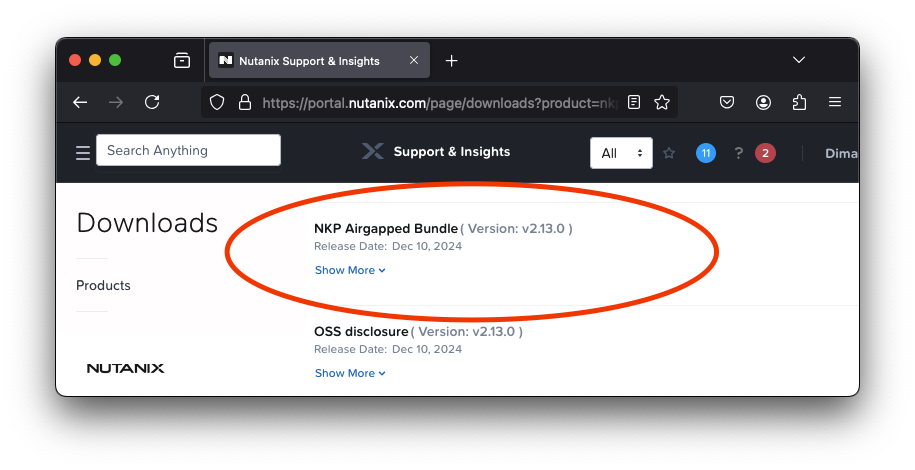 Nutanix Support & Insights
https://portal.nutanix.com/page/downloads?product=nk
Search Anything
Support & Insights
All
11
?
2
Dima
Downloads
Products
NUTANIX
NKP Airgapped Bundle ( Version: v2.13.0 )
Release Date: Dec 10, 2024
Show More
OSS disclosure ( Version: v2.13.0 )
Release Date: Dec 10, 2024
Show More